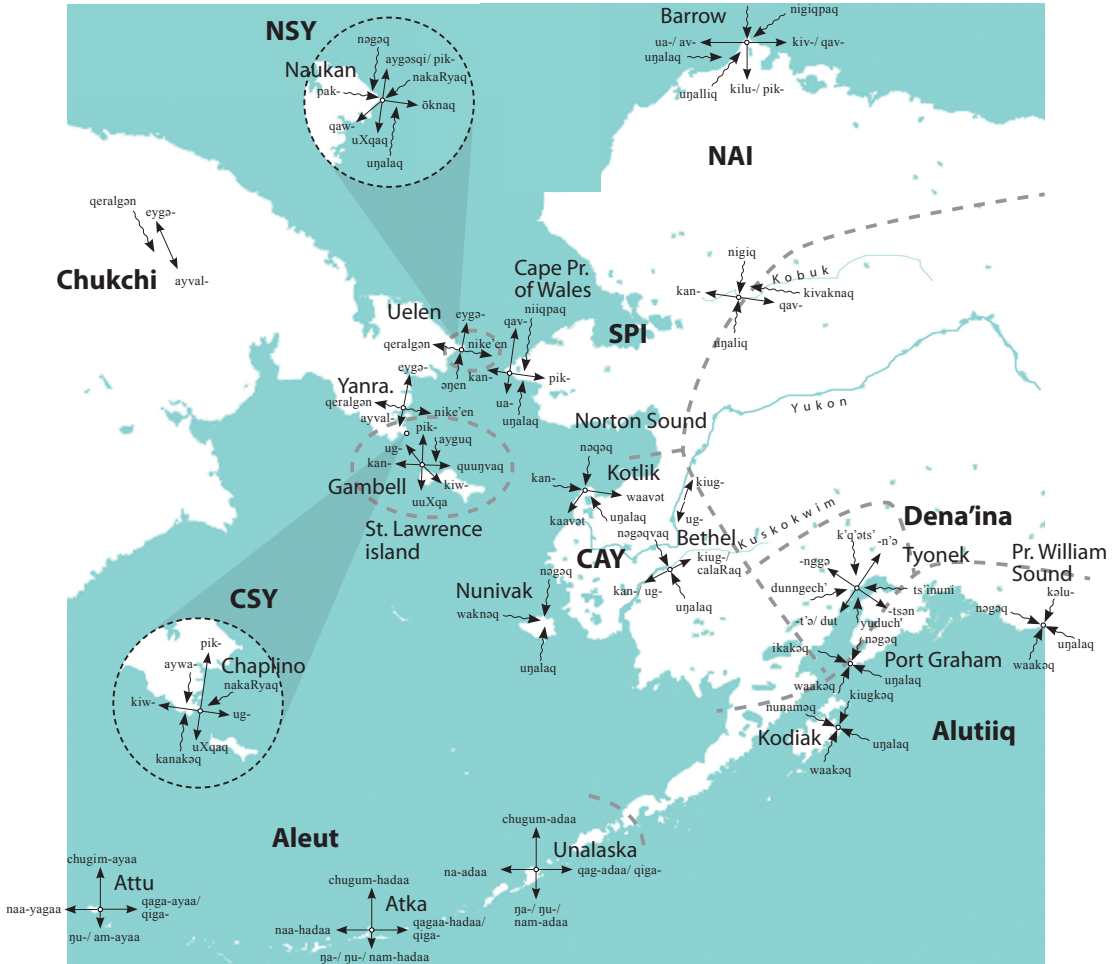 NSY
nəgəq
aygəsqi/ pik-
Naukan
nakaRyaq
pak-
ōknaq
qaw-
uXqaq
uŋalaq
Barrow
nigiqpaq
ua-/ av-
kiv-/ qav-
uŋalaq
uŋalliq
kilu-/ pik-
NAI
qeralgən
eygə-
Chukchi
ayval-
nigiq
Kobuk
kan-
kivaknaq
qav-
uŋaliq
Cape Pr.
of Wales
niiqpaq
qav-
SPI
kan-
pik-
ua-
uŋalaq
Uelen
eygə-
qeralgən
nike'en
əŋen
Yanra.
eygə-
qeralgən
nike'en
ayval-
pik-
ug-
ayguq
kan-
quuŋvaq
Gambell
kiw-
uuXqa
St. Lawrence
island
Yukon
Norton Sound
nəqəq
Kotlik
kan-
waavət
kaavət
uŋalaq
kiug-
ug-
Kuskokwim
nəgəqvaq
Bethel
CAY
kiug-/
calaRaq
kan-/ ug-
uŋalaq
Nunivak
nəgəq
waknəq
uŋalaq
Dena'ina
k'q'əts'
-n'ə
Tyonek
-nggə
dunngech'
ts'inuni
-tsən
-t'ə/ dut
yuduch'
Pr. William
Sound
kəlu-
nəgəq
uŋalaq
waakəq
nəgəq
ikakəq
Port Graham
uŋalaq
waakəq
kiugkəq
nunaməq
Kodiak
uŋalaq
waakəq
Alutiiq
CSY
pik-
aywa-
Chaplino
nakaRyaq
kiw-
ug-
uXqaq
kanakəq
Aleut
chugum-adaa
Unalaska
na-adaa
qag-adaa/ qiga-
ŋa-/ ŋu-/
nam-adaa
chugim-ayaa
Attu
qaga-ayaa/
qiga-
naa-yagaa
ŋu-/ am-ayaa
chugum-hadaa
Atka
qagaa-hadaa/
qiga-
naa-hadaa
ŋa-/ ŋu-/ nam-hadaa